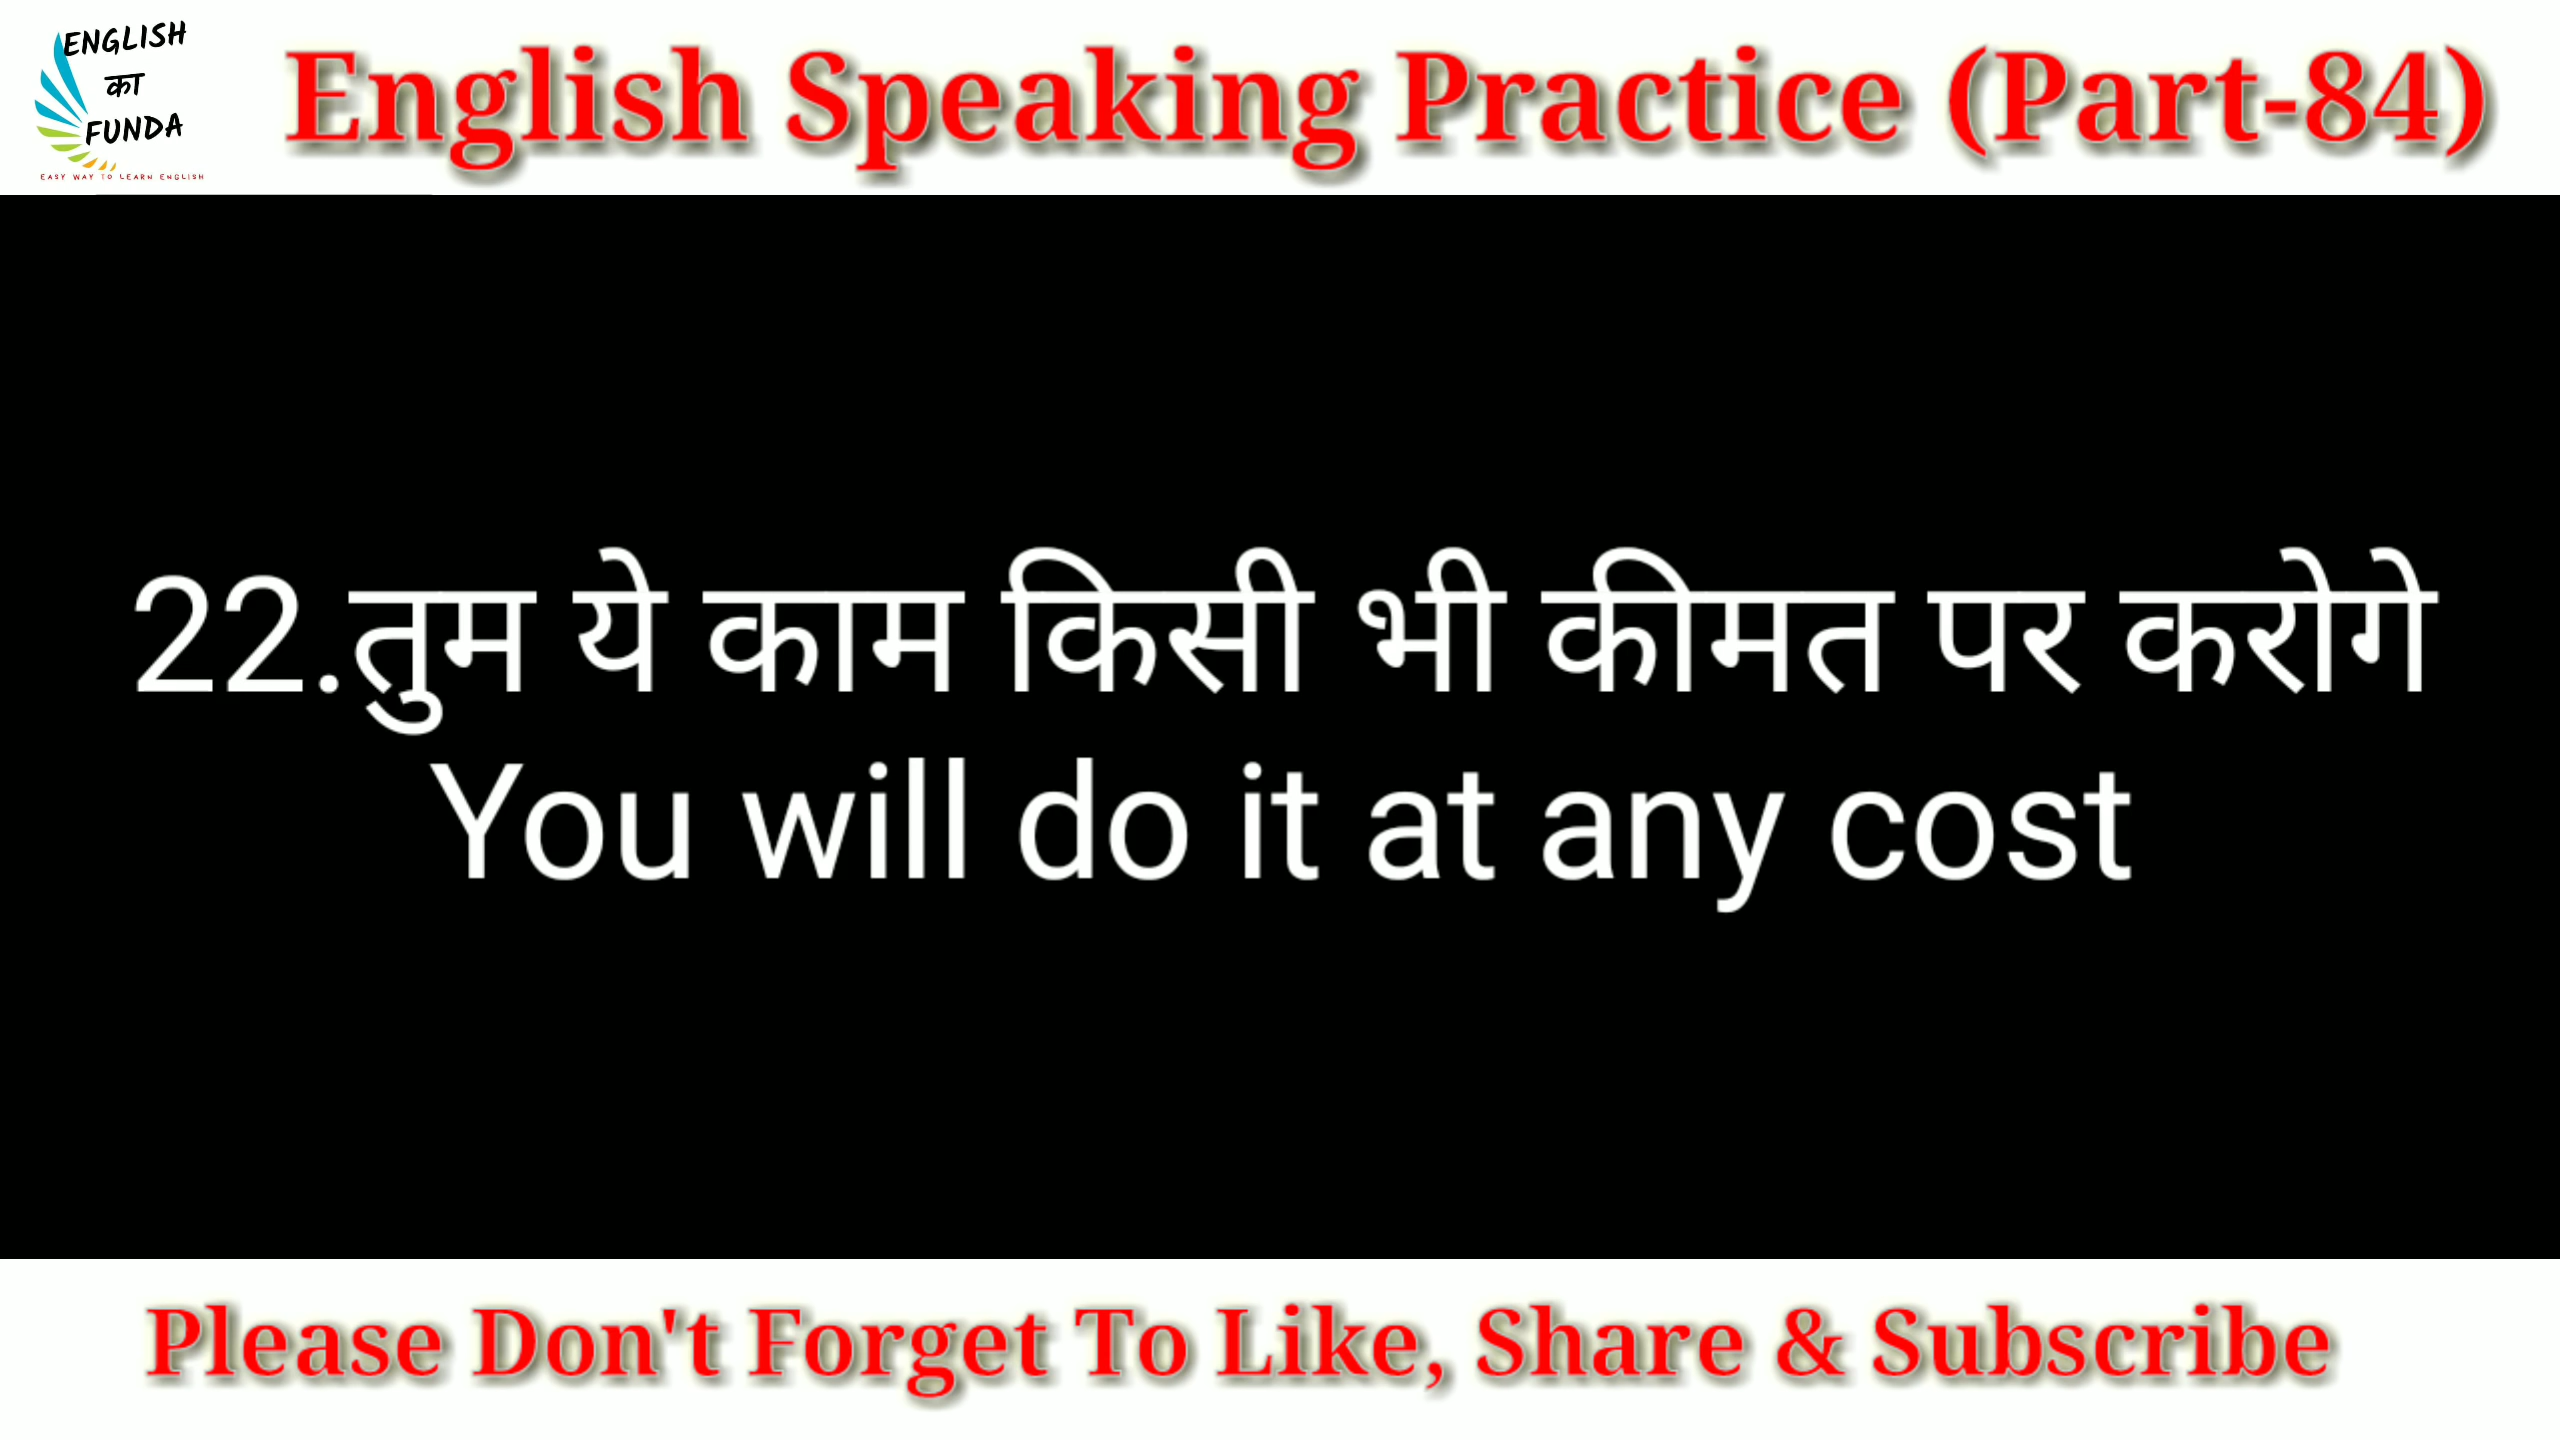 ENGLISH
का
FUNDA
EASY WAY TO LEARN ENGLISH
English Speaking Practice (Part-84)
22.तुम ये काम किसी भी कीमत पर करोगे
You will do it at any cost
Please Don't Forget To Like, Share & Subscribe